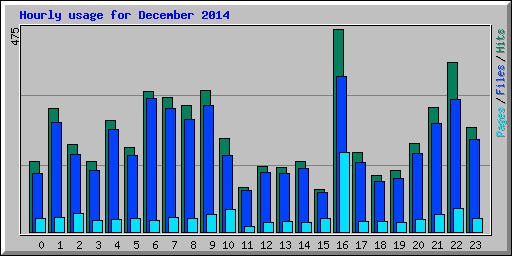 Hourly usage for December 2014
475
Pages / Files / Hits
0 1 2 3 4 5 6 7 8 9 10 11 12 13 14 15 16 17 18 19 20 21 22 23